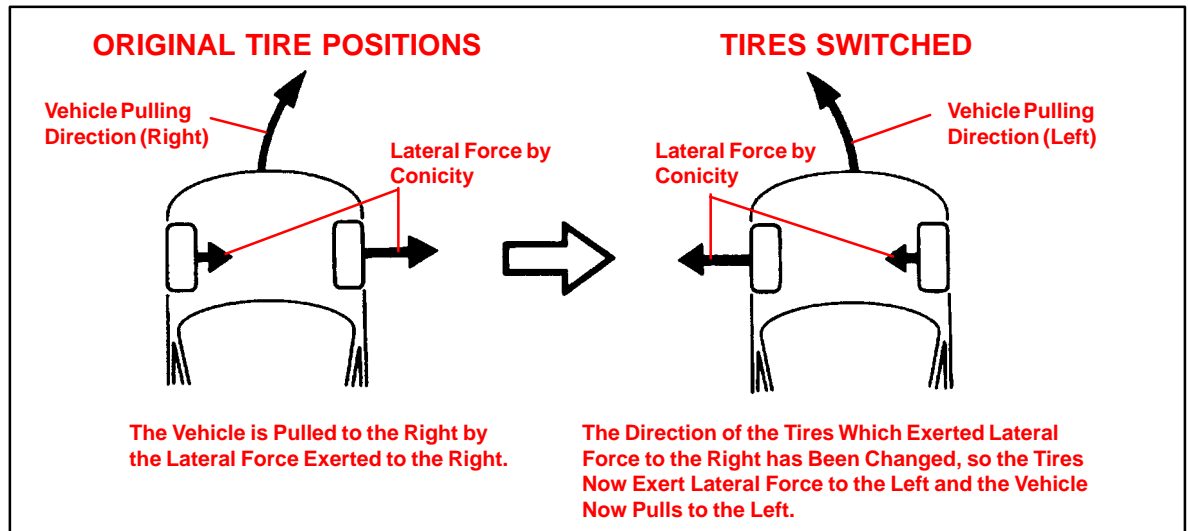 ORIGINAL TIRE POSITIONS
Vehicle Pulling
Direction (Right)
Lateral Force by
Conicity
The Vehicle is Pulled to the Right by
the Lateral Force Exerted to the Right.
TIRES SWITCHED
Vehicle Pulling
Direction (Left)
Lateral Force by
Conicity
The Direction of the Tires Which Exerted Lateral
Force to the Right has Been Changed, so the Tires
Now Exert Lateral Force to the Left and the Vehicle
Now Pulls to the Left.